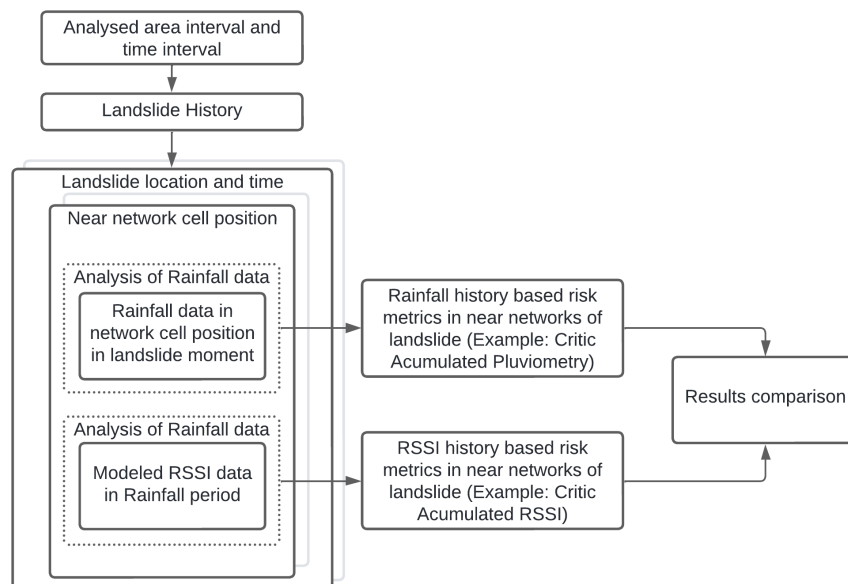 Analysed area interval and
time interval
Landslide History
Landslide location and time
Near network cell position
Analysis of Rainfall data
Rainfall data in
network cell position
in landslide moment
Rainfall history based risk
metrics in near networks of
landslide (Example: Critic
Acumulated Pluviometry)
Results comparison
Analysis of Rainfall data
Modeled RSSI data
in Rainfall period
RSSI history based risk
metrics in near networks of
landslide (Example: Critic
Acumulated RSSI)